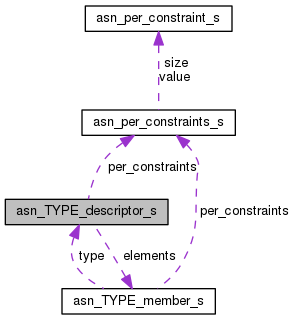 asn_per_constraint_s
size
value
asn_per_constraints_s
per_constraints
asn_TYPE_descriptor_s
per_constraints
type
elements
asn_TYPE_member_s